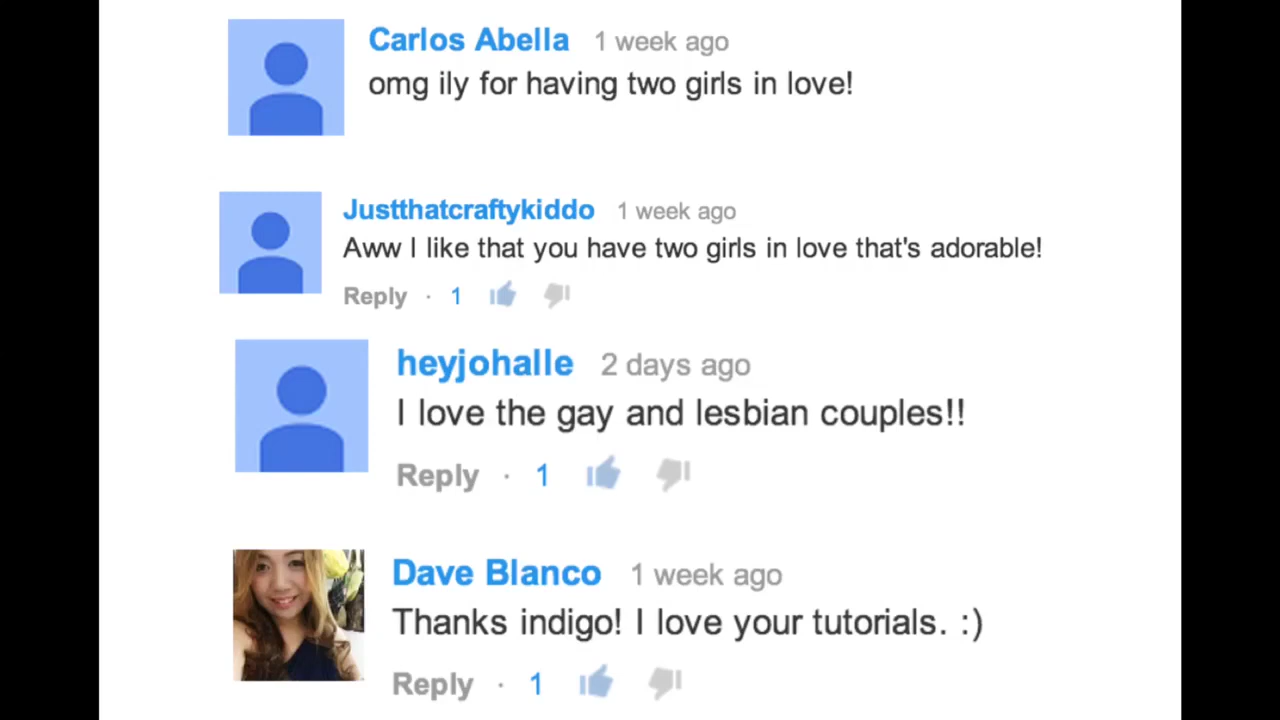 Carlos Abella 1 week ago
omg ily for having two girls in love!
Justthatcraftykiddo 1 week ago
Aww I like that you have two girls in love that's adorable!
Reply · 1
heyjohalle 2 days ago
I love the gay and lesbian couples!!
Reply · 1
Dave Blanco 1 week ago
Thanks indigo! I love your tutorials. :)
Reply · 1